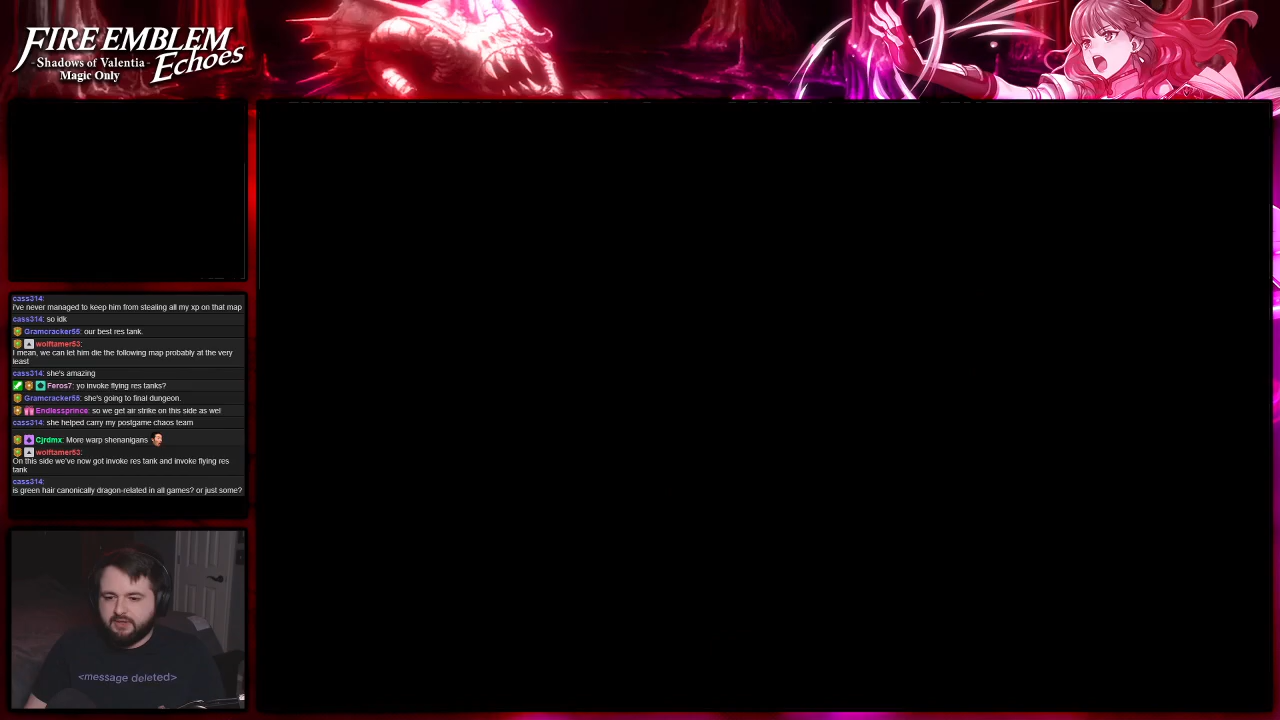 FIRE EMBLEM
- Shadows of Valentia -
Echoes
Magic Only
cass314:
i've never managed to keep him from stealing all my xp on that map
cass314: so idk
Gramcracker55: our best res tank.
wolftamer53:
I mean, we can let him die the following map probably at the very
least
cass314: she's amazing
Feros7: yo invoke flying res tanks?
Gramcracker55: she's going to final dungeon.
Endlessprince: so we get air strike on this side as wel
cass314: she helped carry my postgame chaos team
Cjrdmx: More warp shenanigans
wolftamer53:
On this side we've now got invoke res tank and invoke flying res
tank
cass314:
is green hair canonically dragon-related in all games? or just some?
<message deleted>